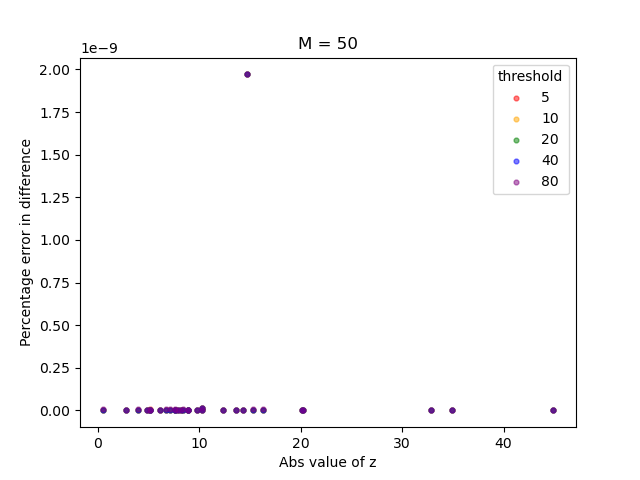 M = 50
1e−9
2.00
1.75
1.50
1.25
1.00
0.75
0.50
0.25
0.00
Percentage error in difference
threshold
5
10
20
40
80
0 10 20 30 40
Abs value of z